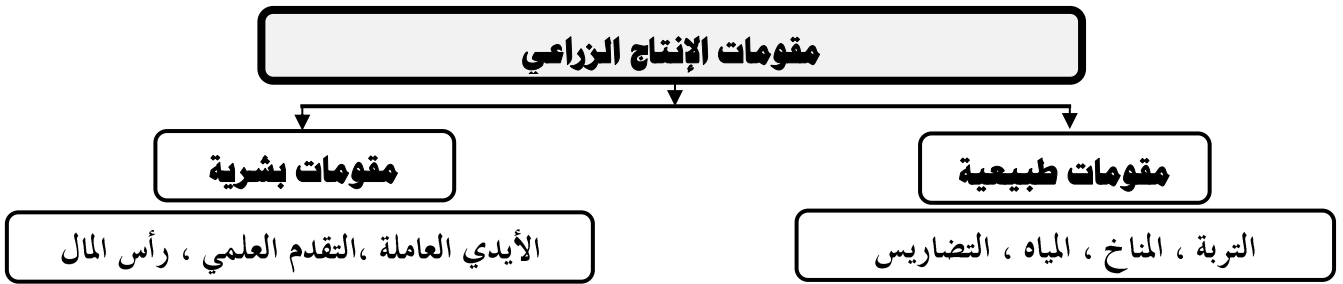 مقومات الإنتاج الزراعي
مقومات طبيعية
التربة ، المناخ ، المياه ، التضاريس
مقومات بشرية
الأيدي العاملة ،التقدم العلمي ، رأس المال